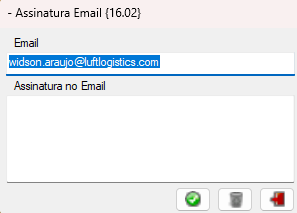 - Assinatura Email {16.02}
Email
widson.araujo@luftlogistics.com
Assinatura no Email